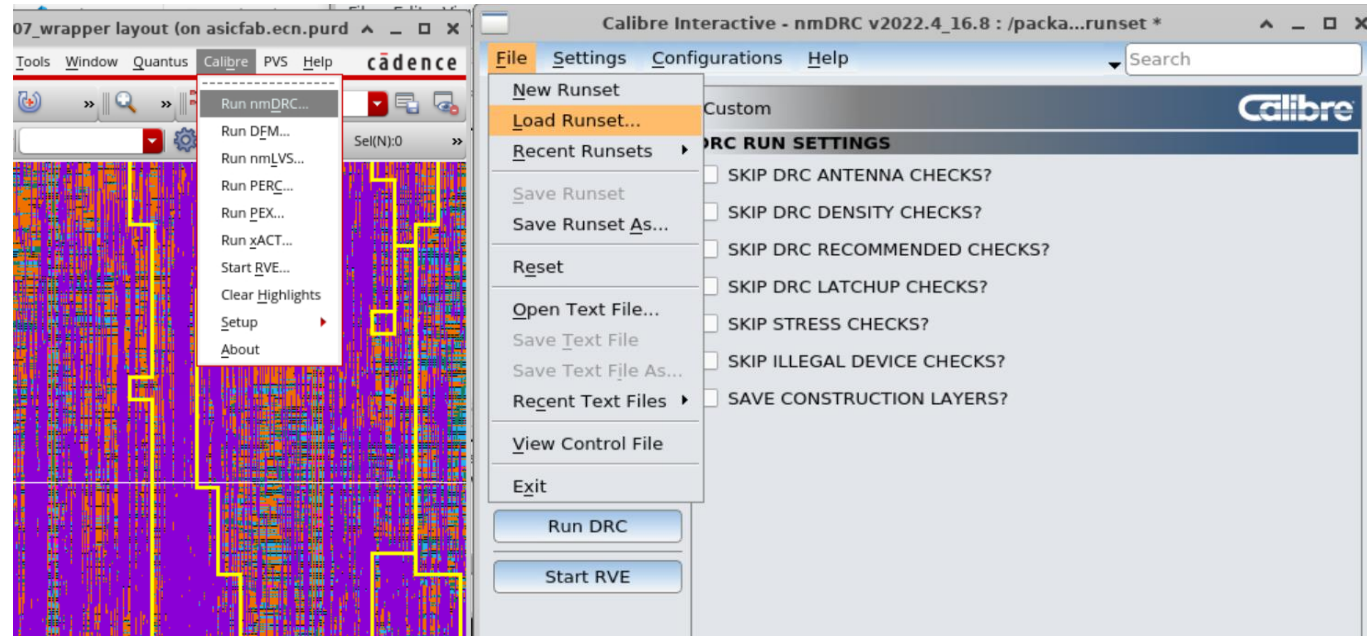 07_wrapper layout (on asicfab.ecn.purd
Tools Window Quantus Calibre PVS Help cādence
» »
Sel(N):0 »
Run nmDRC...
Run DFM...
Run nmLVS...
Run PERC...
Run PEX...
Run xACT...
Start RVE...
Clear Highlights
Setup
About
Calibre Interactive - nmDRC v2022.4_16.8 : /packa...runset *
File Settings Configurations Help Search
New Runset
Load Runset...
Recent Runsets
Save Runset
Save Runset As...
Reset
Open Text File...
Save Text File
Save Text File As...
Recent Text Files
View Control File
Exit
Run DRC
Start RVE
Custom Calibre
DRC RUN SETTINGS
SKIP DRC ANTENNA CHECKS?
SKIP DRC DENSITY CHECKS?
SKIP DRC RECOMMENDED CHECKS?
SKIP DRC LATCHUP CHECKS?
SKIP STRESS CHECKS?
SKIP ILLEGAL DEVICE CHECKS?
SAVE CONSTRUCTION LAYERS?